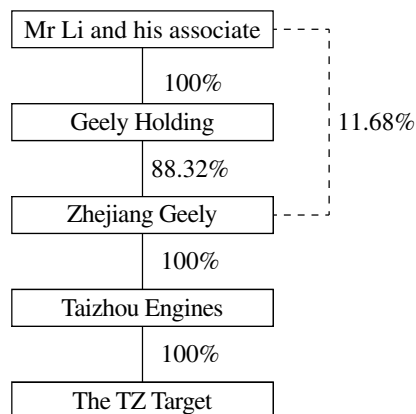 Mr Li and his associate
100%
Geely Holding
11.68%
88.32%
Zhejiang Geely
100%
Taizhou Engines
100%
The TZ Target